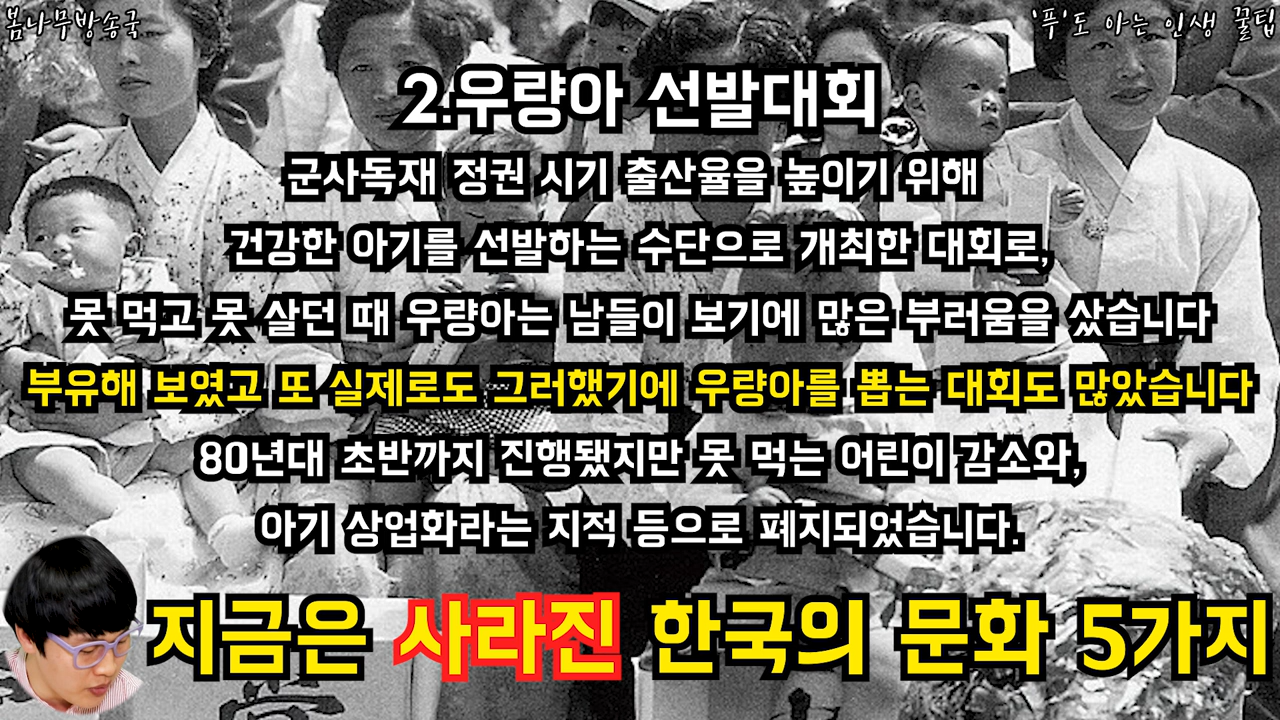 봄나무방송국
'푸'도 아는 인생 꿀팁
2.우량아 선발대회
군사독재 정권 시기 출산율을 높이기 위해
건강한 아기를 선발하는 수단으로 개최한 대회로,
못 먹고 못 살던 때 우량아는 남들이 보기에 많은 부러움을 샀습니다
부유해 보였고 또 실제로도 그러했기에 우량아를 뽑는 대회도 많았습니다
80년대 초반까지 진행됐지만 못 먹는 어린이 감소와,
아기 상업화라는 지적 등으로 폐지되었습니다.
지금은 사라진 한국의 문화 5가지